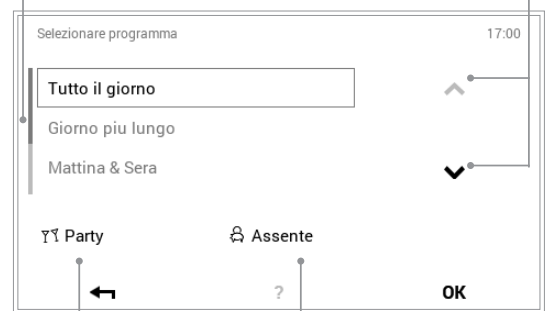 Selezionare programma 17:00
Tutto il giorno
Giorno piu lungo
Mattina & Sera
Party Assente
? OK